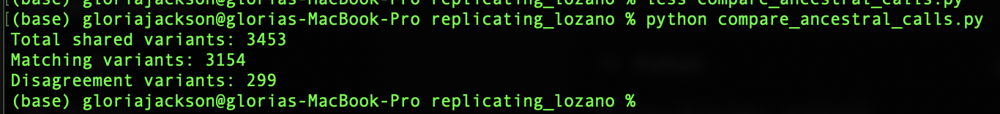 (base) gloriajackson@glorias-MacBook-Pro replicating_lozano % less compare_ancestral_calls.py
[(base) gloriajackson@glorias-MacBook-Pro replicating_lozano % python compare_ancestral_calls.py
Total shared variants: 3453
Matching variants: 3154
Disagreement variants: 299
(base) gloriajackson@glorias-MacBook-Pro replicating_lozano %